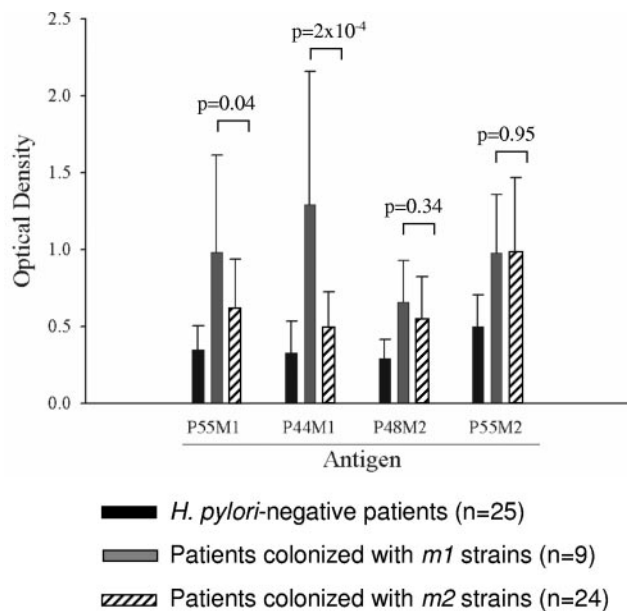 2.5
p=2x10-4
2.0
p=0.04
p=0.95
1.5
p=0.34
Optical Density
1.0
0.5
0.0
P55M1 P44M1 P48M2 P55M2
Antigen
H. pylori-negative patients (n=25)
Patients colonized with m1 strains (n=9)
Patients colonized with m2 strains (n=24)